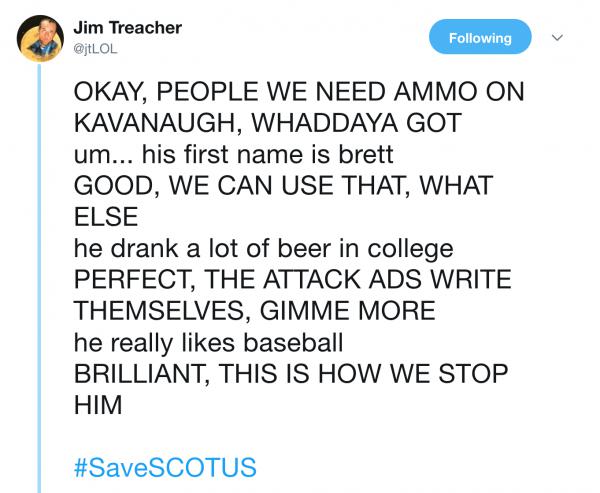 Jim Treacher
@jtLOL
Following
OKAY, PEOPLE WE NEED AMMO ON
KAVANAUGH, WHADDAYA GOT
um... his first name is brett
GOOD, WE CAN USE THAT, WHAT
ELSE
he drank a lot of beer in college
PERFECT, THE ATTACK ADS WRITE
THEMSELVES, GIMME MORE
he really likes baseball
BRILLIANT, THIS IS HOW WE STOP
HIM
#SaveSCOTUS